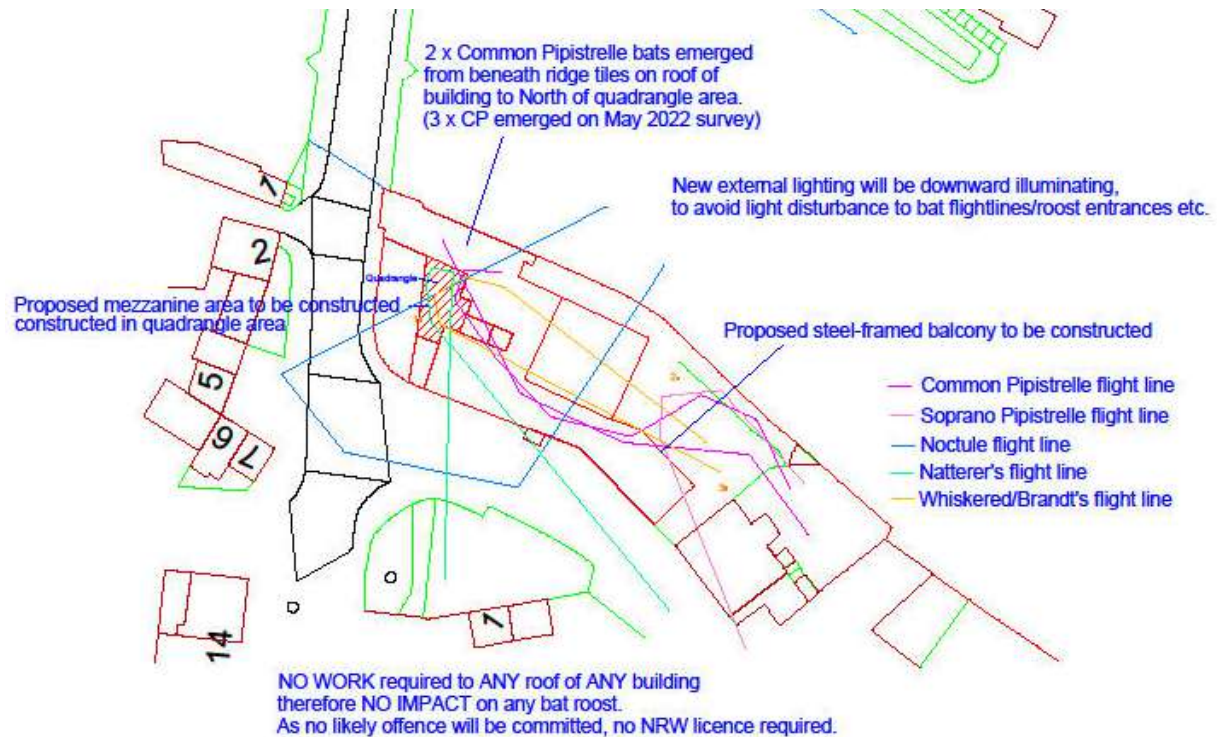 2 x Common Pipistrelle bats emerged
from beneath ridge tiles on roof of
building to North of quadrangle area.
(3 x CP emerged on May 2022 survey)
New external lighting will be downward illuminating,
to avoid light disturbance to bat flightlines/roost entrances etc.
1
2
Quadrangle
Proposed mezzanine area to be constructed
constructed in quadrangle area
Proposed steel-framed balcony to be constructed
5
6
7
Common Pipistrelle flight line
Soprano Pipistrelle flight line
Noctule flight line
Natterer's flight line
Whiskered/Brandt's flight line
14
1
NO WORK required to ANY roof of ANY building
therefore NO IMPACT on any bat roost.
As no likely offence will be committed, no NRW licence required.